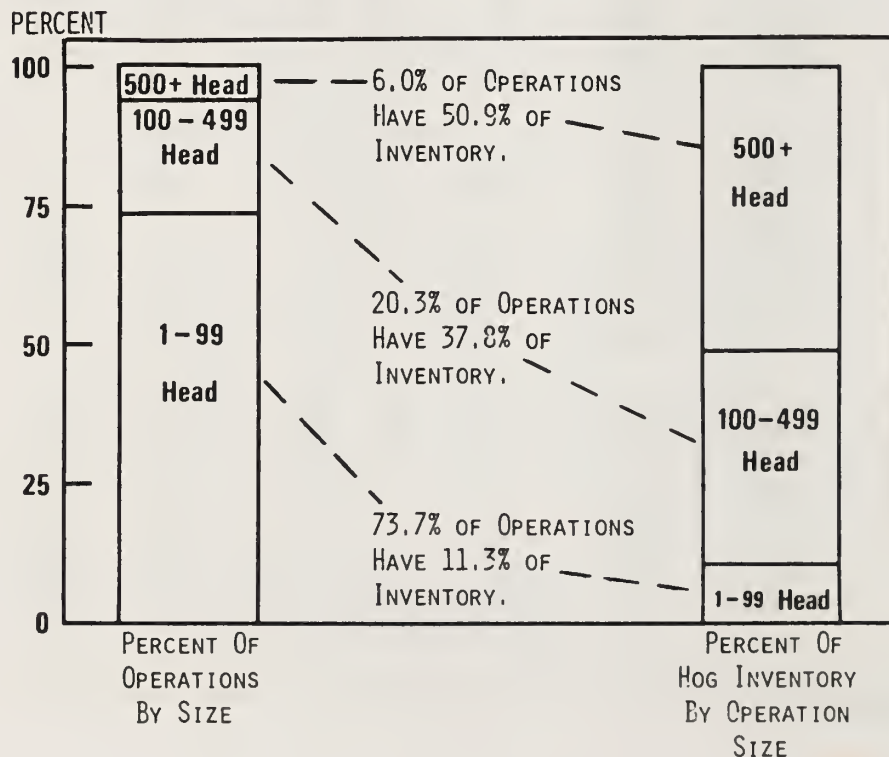 PERCENT
100
75
50
25
0
500+ Head
100-499
Head
1-99
Head
6.0% OF OPERATIONS
HAVE 50.9% OF
INVENTORY.
20.3% OF OPERATIONS
HAVE 37.8% OF
INVENTORY.
73.7% OF OPERATIONS
HAVE 11.3% OF
INVENTORY.
500+
Head
100-499
Head
1-99 Head
PERCENT OF
OPERATIONS
BY SIZE
PERCENT OF
HOG INVENTORY
BY OPERATION
SIZE